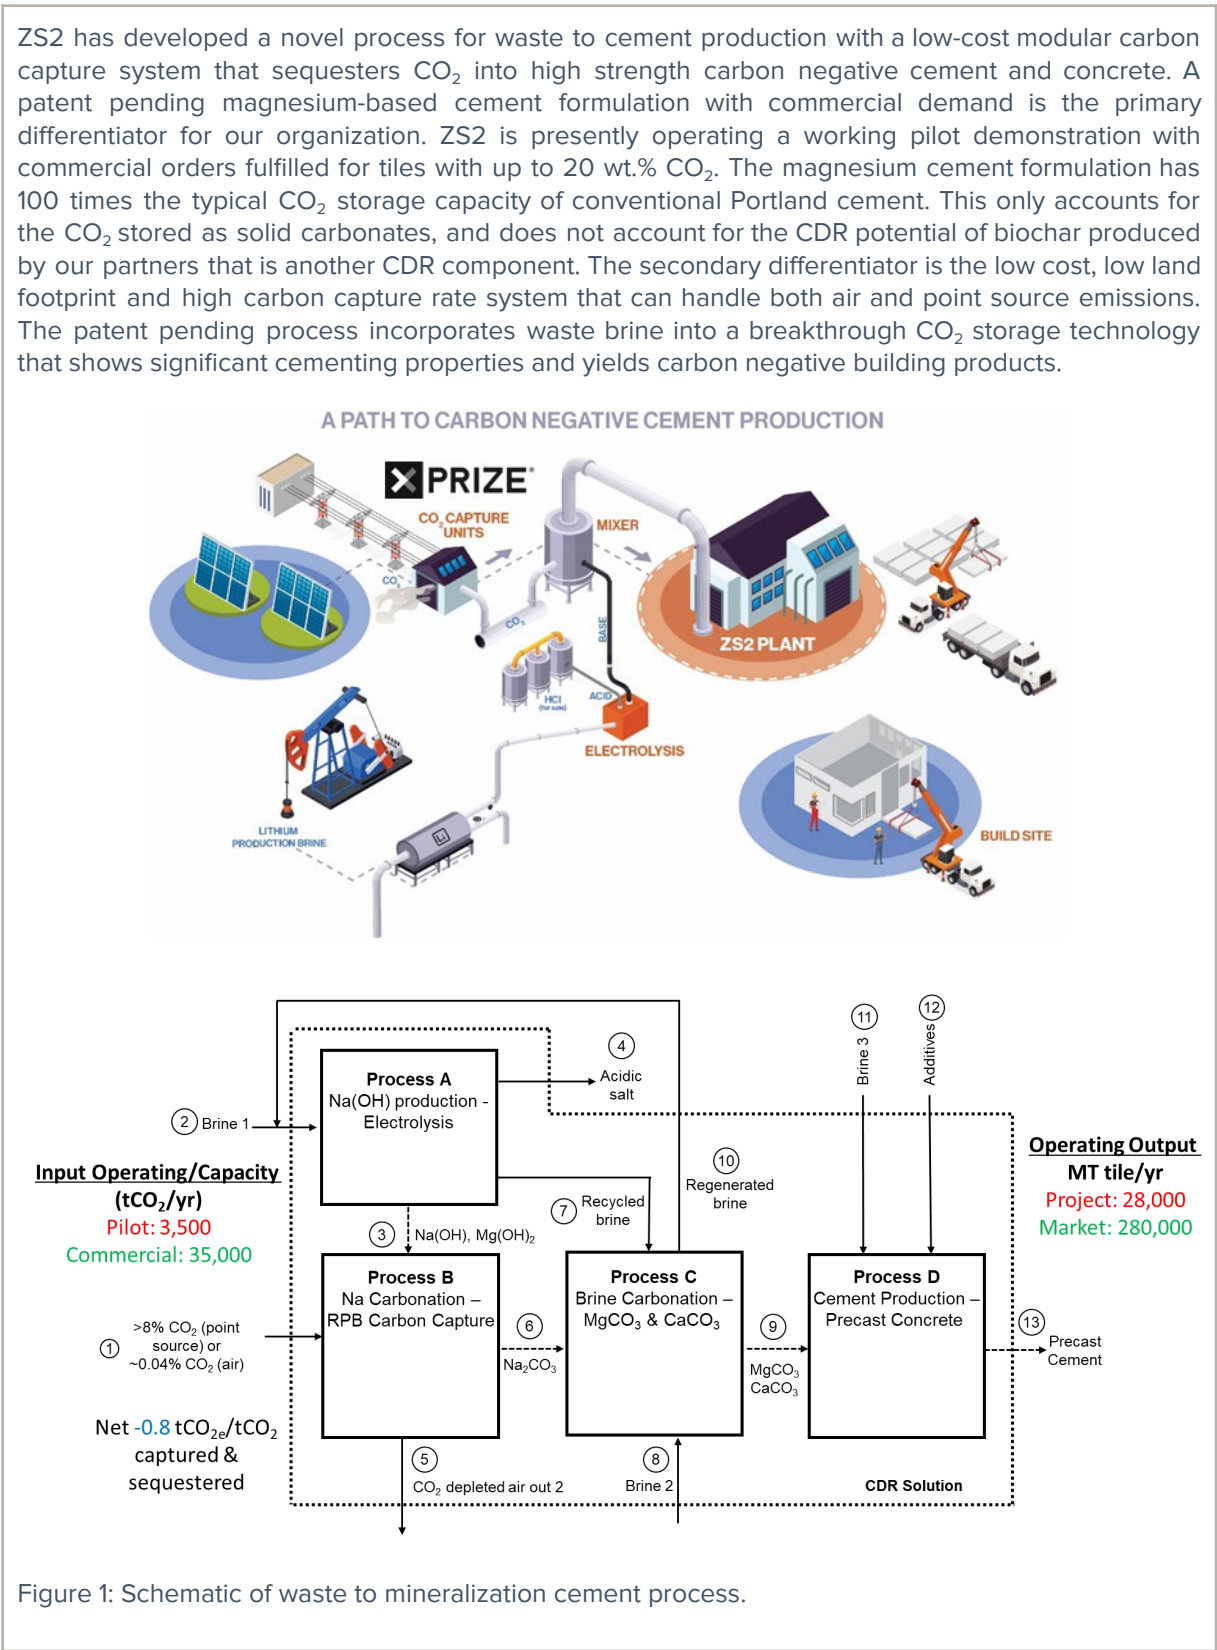 ZS2 has developed a novel process for waste to cement production with a low-cost modular carbon
capture system that sequesters CO₂ into high strength carbon negative cement and concrete. A
patent pending magnesium-based cement formulation with commercial demand is the primary
differentiator for our organization. ZS2 is presently operating a working pilot demonstration with
commercial orders fulfilled for tiles with up to 20 wt.% CO₂. The magnesium cement formulation has
100 times the typical CO₂ storage capacity of conventional Portland cement. This only accounts for
the CO₂ stored as solid carbonates, and does not account for the CDR potential of biochar produced
by our partners that is another CDR component. The secondary differentiator is the low cost, low land
footprint and high carbon capture rate system that can handle both air and point source emissions.
The patent pending process incorporates waste brine into a breakthrough CO₂ storage technology
that shows significant cementing properties and yields carbon negative building products.
A PATH TO CARBON NEGATIVE CEMENT PRODUCTION
XPRIZE
CO₂ CAPTURE
UNITS
MIXER
CO₂
CO₂
BASE
ZS2 PLANT
HCl
(for sale)
ACID
ELECTROLYSIS
LITHIUM
PRODUCTION BRINE
Li
BUILD SITE
12
11
4
Process A
Na(OH) production -
Electrolysis
Acidic
salt
Brine 3
Additives
2 Brine 1
Input Operating/Capacity
(tCO₂/yr)
Pilot: 3,500
Commercial: 35,000
10
Regenerated
brine
7
Recycled
brine
Operating Output
MT tile/yr
Project: 28,000
Market: 280,000
3
Na(OH), Mg(OH)₂
Process B
Na Carbonation –
RPB Carbon Capture
Process C
Brine Carbonation –
MgCO₃ & CaCO₃
Process D
Cement Production –
Precast Concrete
1
>8% CO₂ (point
source) or
~0.04% CO₂ (air)
6
Na₂CO₃
9
MgCO₃
CaCO₃
13
Precast
Cement
Net -0.8 tCO₂ₑ/tCO₂
captured &
sequestered
5
CO₂ depleted air out 2
8
Brine 2
CDR Solution
Figure 1: Schematic of waste to mineralization cement process.